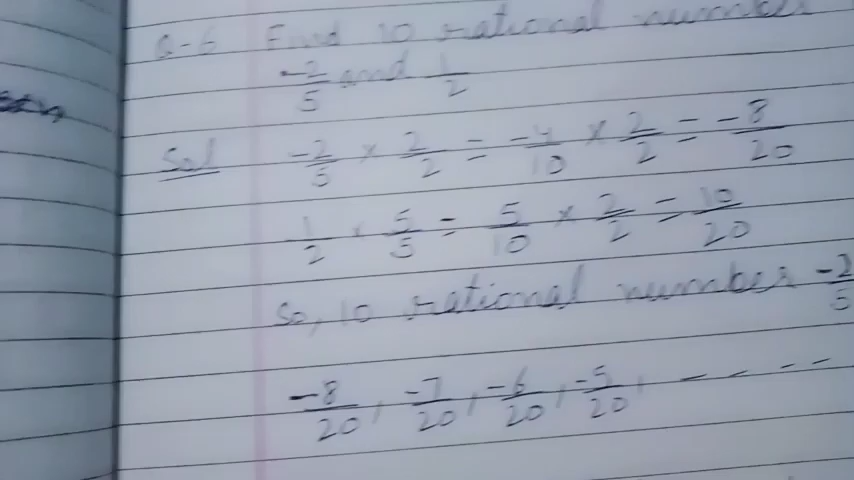 Q-6 Find 10 rational number
-2/5 and 1/2
Sol -2/5 × 2/2 = -4/10 × 2/2 = -8/20
1/2 × 5/5 = 5/10 × 2/2 = 10/20
So, 10 rational number -2/5
-8/20, -7/20, -6/20, -5/20, - - - -